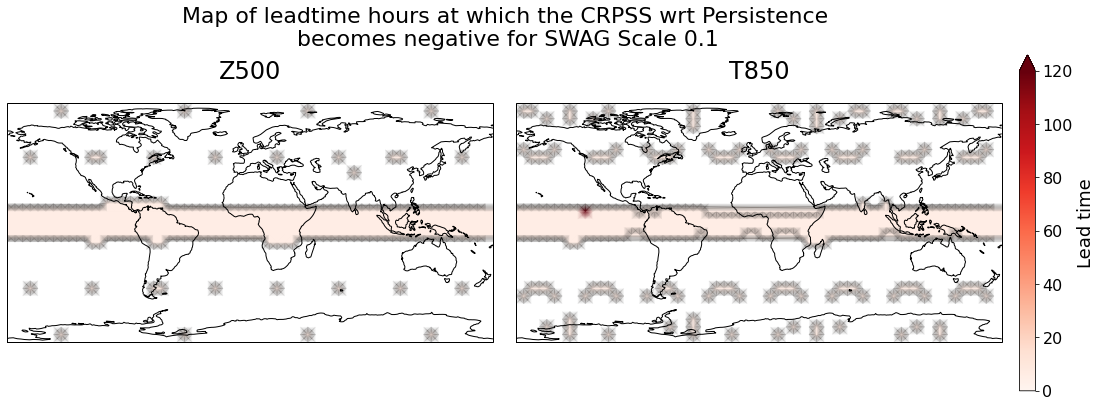 Map of leadtime hours at which the CRPSS wrt Persistence
becomes negative for SWAG Scale 0.1
Z500
T850
120
100
80
60
40
20
0
Lead time